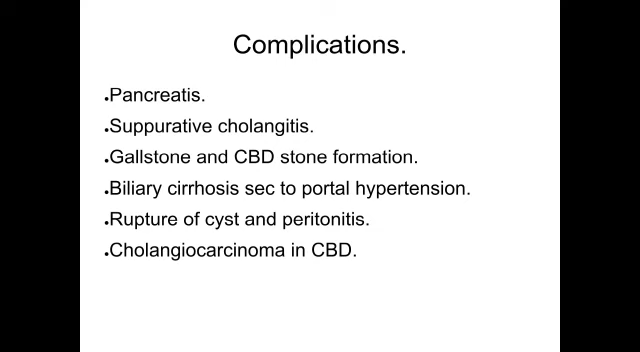 Complications.
•Pancreatis.
•Suppurative cholangitis.
•Gallstone and CBD stone formation.
•Biliary cirrhosis sec to portal hypertension.
•Rupture of cyst and peritonitis.
•Cholangiocarcinoma in CBD.